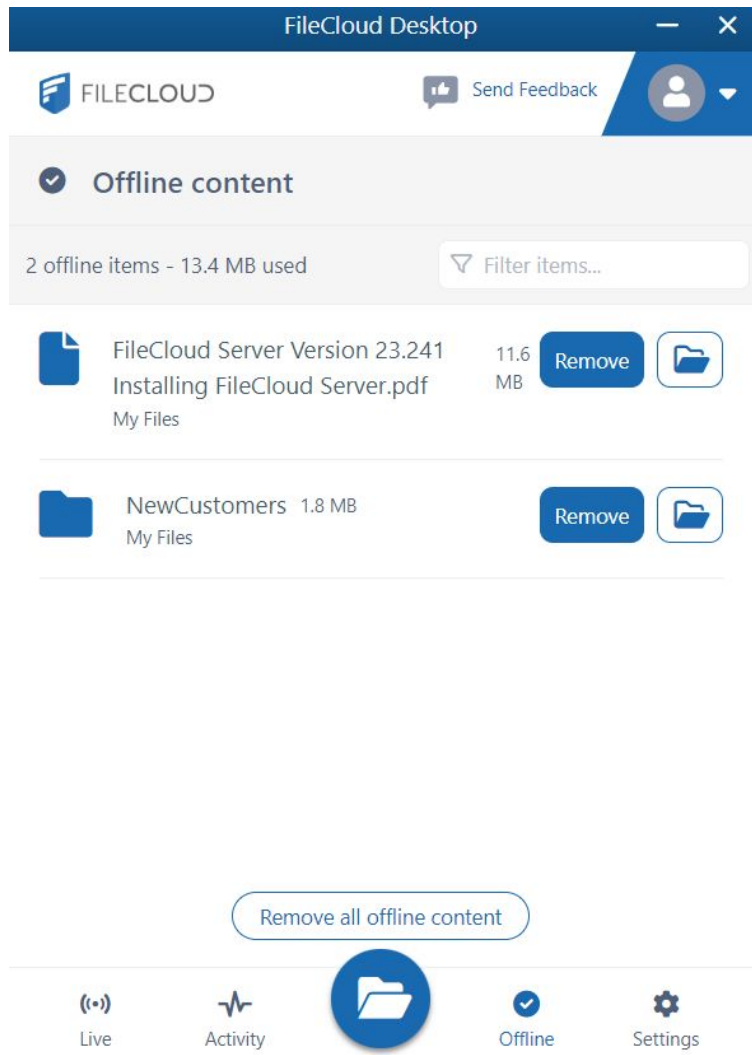 FileCloud Desktop
FILECLOUD
Send Feedback
Offline content
2 offline items - 13.4 MB used
Filter items...
FileCloud Server Version 23.241
Installing FileCloud Server.pdf
My Files
11.6
MB
Remove
NewCustomers 1.8 MB
My Files
Remove
Remove all offline content
Live
Activity
Offline
Settings